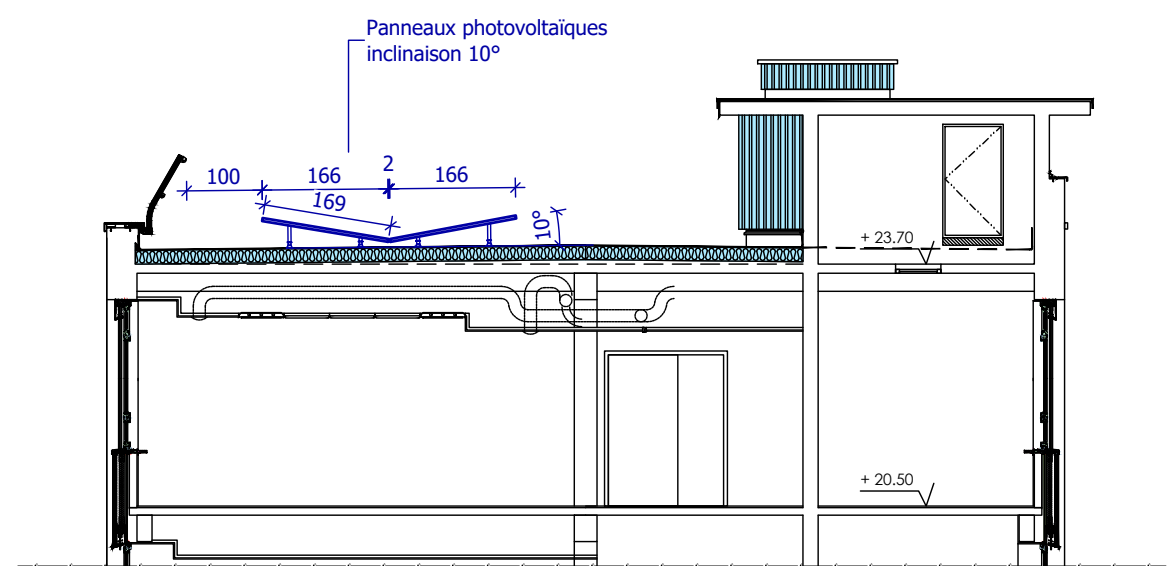 Panneaux photovoltaïques
inclinaison 10°
2
100 166 166
169
10°
+ 23.70
+ 20.50